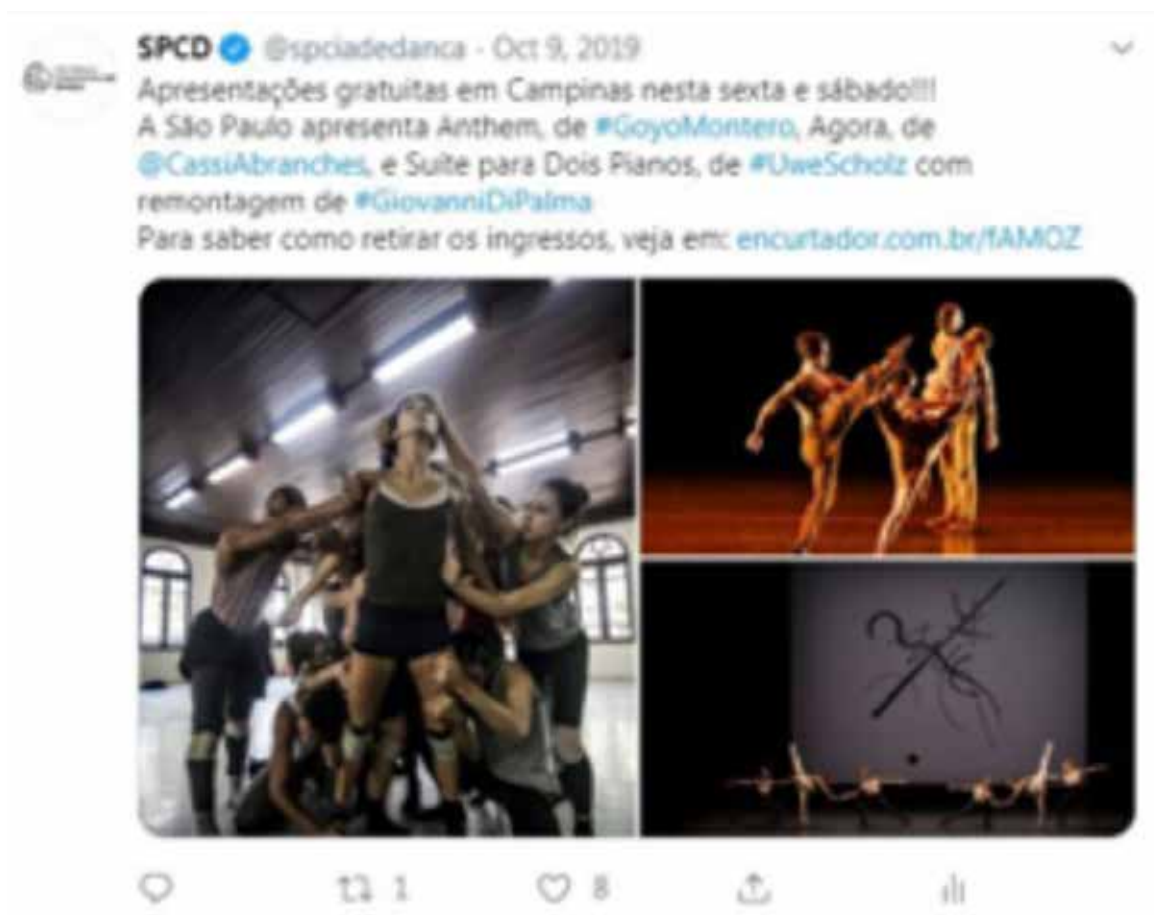 SPCD @spciadedanca · Oct 9, 2019
Apresentações gratuitas em Campinas nesta sexta e sábado!!!
A São Paulo apresenta Anthem, de #GoyoMontero, Agora, de
@CassiAbranches, e Suíte para Dois Pianos, de #UweScholz com
remontagem de #GiovanniDiPalma
Para saber como retirar os ingressos, veja em: encurtador.com.br/fAMOZ
1 8